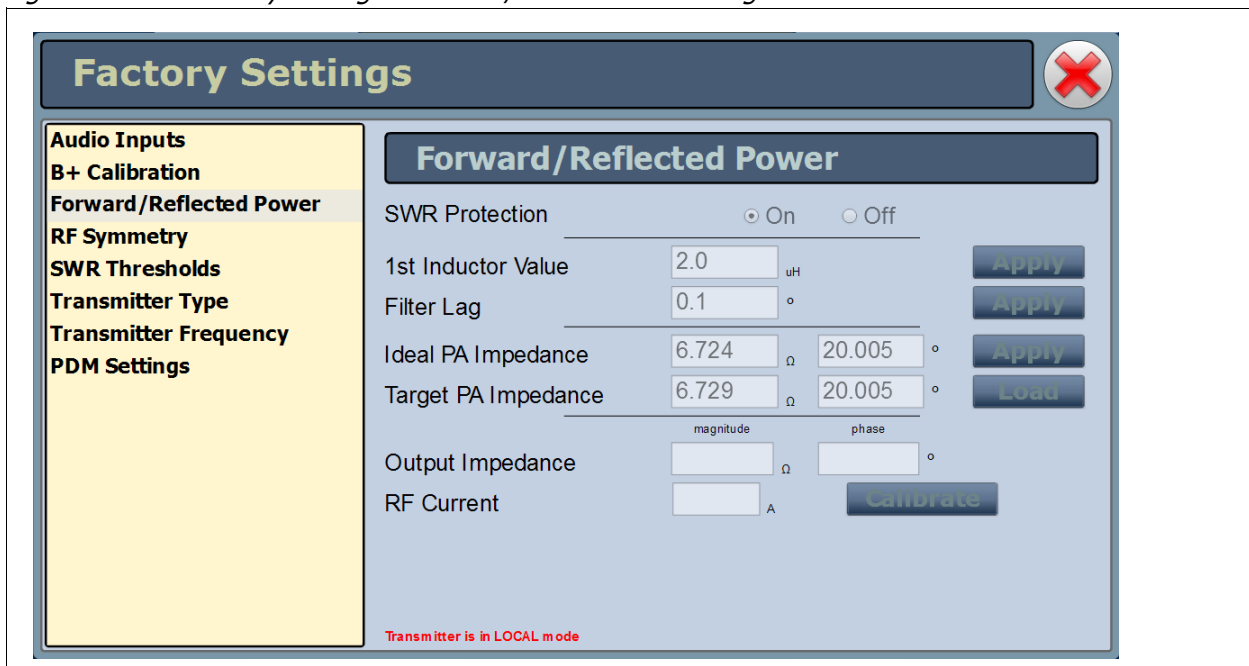 Factory Settings
Audio Inputs
B+ Calibration
Forward/Reflected Power
RF Symmetry
SWR Thresholds
Transmitter Type
Transmitter Frequency
PDM Settings
Forward/Reflected Power
SWR Protection On Off
1st Inductor Value 2.0 uH Apply
Filter Lag 0.1 ° Apply
Ideal PA Impedance 6.724 Ω 20.005 ° Apply
Target PA Impedance 6.729 Ω 20.005 ° Load
magnitude phase
Output Impedance Ω °
RF Current A Calibrate
Transmitter is in LOCAL mode